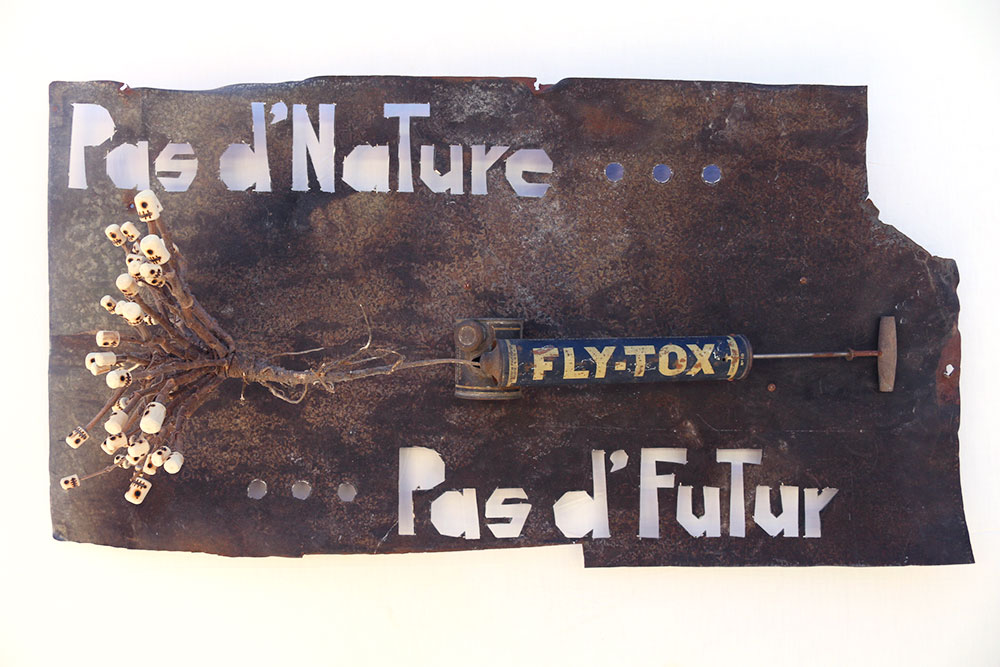 Pas d'NaTure...
FLY-TOX
...Pas d'FuTur